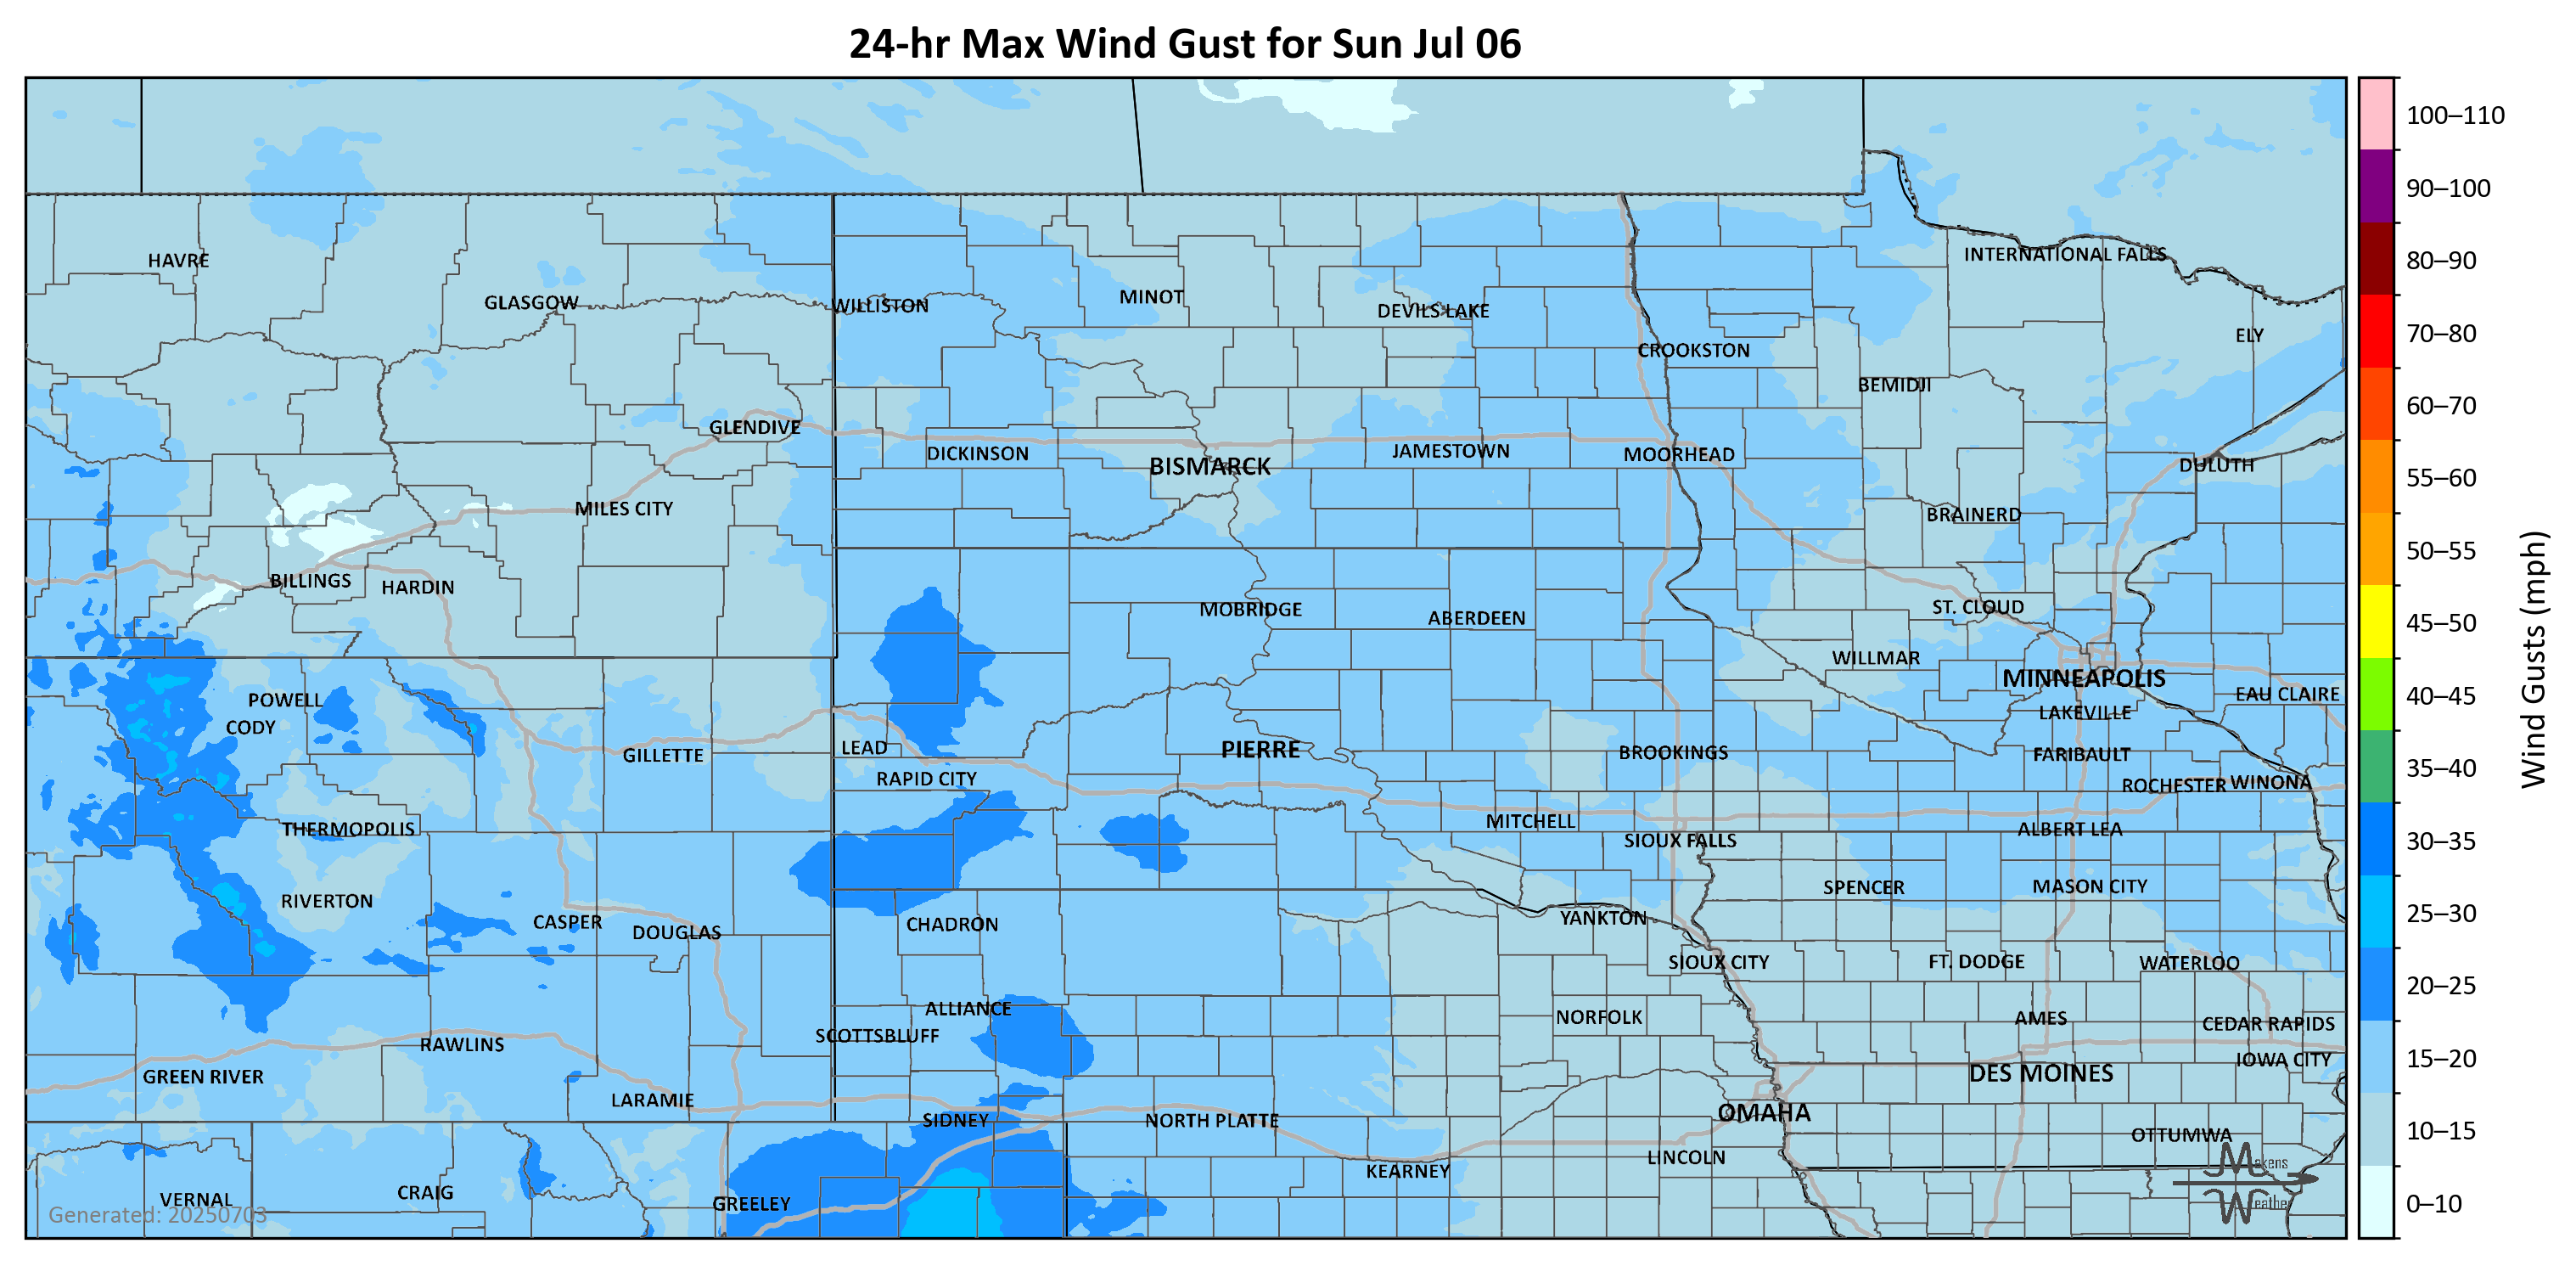 24-hr Max Wind Gust for Sun Jul 06
100–110
90–100
INTERNATIONAL FALLS
HAVRE
80–90
MINOT
GLASGOW
WILLISTON
DEVILS LAKE
70–80
ELY
CROOKSTON
BEMIDJI
60–70
GLENDIVE
DICKINSON
JAMESTOWN
MOORHEAD
BISMARCK
DULUTH
55–60
MILES CITY
BRAINERD
50–55
BILLINGS
HARDIN
MOBRIDGE
ABERDEEN
ST. CLOUD
45–50
WILLMAR
MINNEAPOLIS
POWELL
EAU CLAIRE
40–45
CODY
LAKEVILLE
LEAD
PIERRE
BROOKINGS
GILLETTE
FARIBAULT
35–40
RAPID CITY
ROCHESTER
WINONA
MITCHELL
THERMOPOLIS
ALBERT LEA
SIOUX FALLS
30–35
SPENCER
MASON CITY
RIVERTON
25–30
CASPER
DOUGLAS
CHADRON
YANKTON
SIOUX CITY
FT. DODGE
WATERLOO
20–25
ALLIANCE
NORFOLK
AMES
CEDAR RAPIDS
SCOTTSBLUFF
RAWLINS
15–20
IOWA CITY
GREEN RIVER
DES MOINES
LARAMIE
OMAHA
SIDNEY
NORTH PLATTE
10–15
OTTUMWA
LINCOLN
KEARNEY
Makens
VERNAL
CRAIG
GREELEY
Weather
0–10
Generated: 20250703
Wind Gusts (mph)